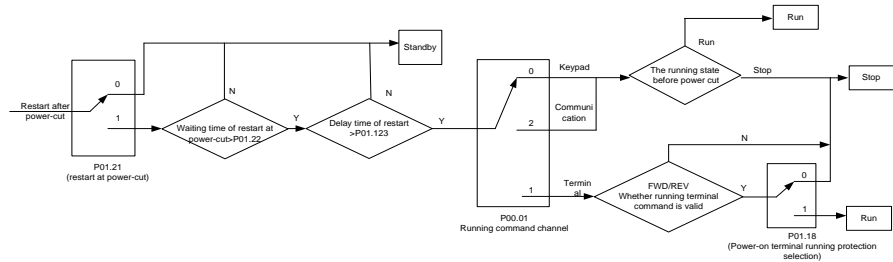 Run
Run
Standby
0
N
N
Restart after
power-cut
1
Waiting time of restart at
power-cut>P01.22
Y
Delay time of restart
>P01.123
Y
P01.21
(restart at power-cut)
0
Keypad
Communi
cation
2
1
Termin
al
P00.01
Running command channel
The running state
before power cut
Stop
Stop
N
FWD/REV
Whether running terminal
command is valid
Y
0
1
Run
P01.18
(Power-on terminal running protection
selection)